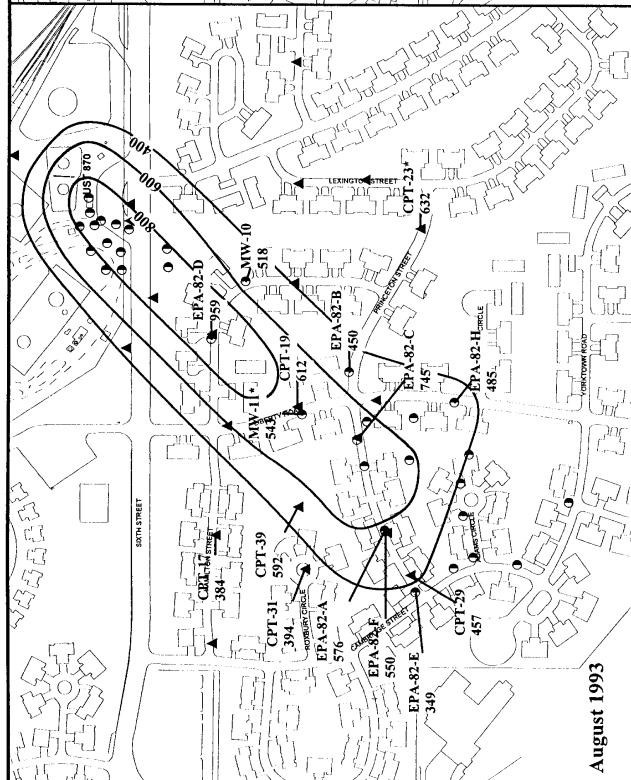 UST 870
400
600
800
LEXINGTON STREET
CPT-23*
632
MW-10
518
EPA-82-D
959
PRINCETON STREET
EPA-82-B
450
CPT-19
612
EPA-82-C
745
MW-11*
543
EPA-82-H
485
CIRCLE
YORKTOWN ROAD
SIXTH STREET
CPT-17
384
CPT-39
592
CPT-31
394
ROXBURY CIRCLE
EPA-82-A
576
CAMBRIDGE STREET
EPA-82-F
550
EPA-82-E
349
CPT-29
457
August 1993